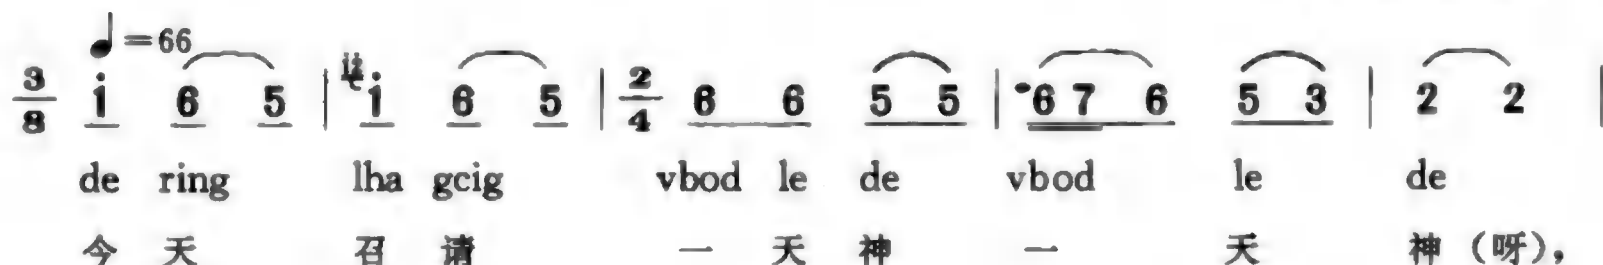 ♩=66
3/8 i 6 5 | i 6 5 | 2/4 6 6 5 5 | 6 7 6 5 3 | 2 2 |
de ring lha gcig vbod le de vbod le de
今 天 召 请 一 天 神 一 天 神（呀），